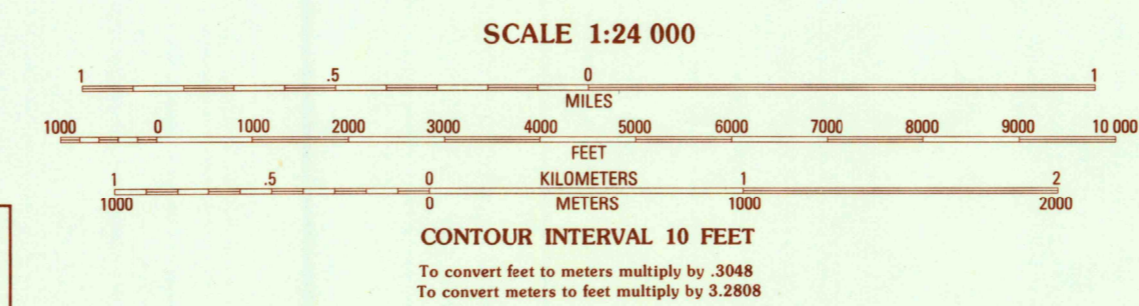 SCALE 1:24 000
1 .5 0 1
MILES
1000 0 1000 2000 3000 4000 5000 6000 7000 8000 9000 10 000
FEET
1 .5 0 KILOMETERS 1 2
1000 0 METERS 1000 2000
CONTOUR INTERVAL 10 FEET
To convert feet to meters multiply by .3048
To convert meters to feet multiply by 3.2808